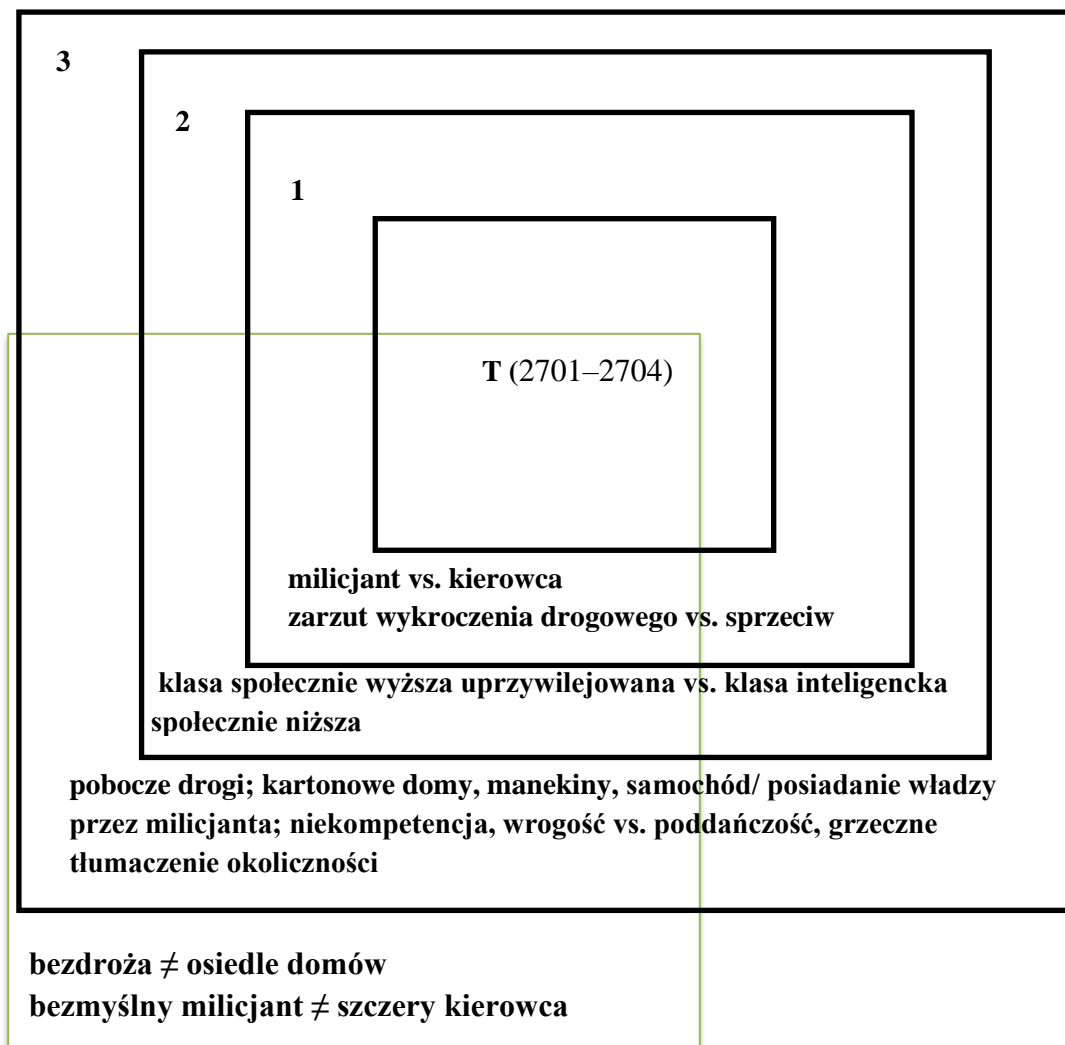 3
2
1
T (2701–2704)
milicjant vs. kierowca
zarzut wykroczenia drogowego vs. sprzeciw
klasa społecznie wyższa uprzywilejowana vs. klasa inteligencka
społecznie niższa
pobocze drogi; kartonowe domy, manekiny, samochód/ posiadanie władzy
przez milicjanta; niekompetencja, wrogość vs. poddańczość, grzeczne
tłumaczenie okoliczności
bezdroża ≠ osiedle domów
bezmyślny milicjant ≠ szczery kierowca